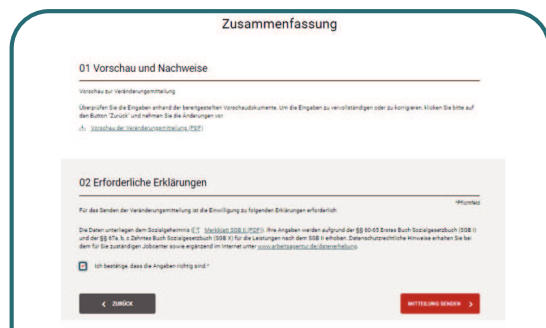 Zusammenfassung
01 Vorschau und Nachweise
Vorschau zur Veränderungsmitteilung
Überprüfen Sie die Eingaben anhand der bereitgestellten Vorschaudokumente. Um die Eingaben zu vervollständigen oder zu korrigieren, klicken Sie bitte auf
den Button "Zurück" und nehmen Sie die Änderungen vor.
Vorschau der Veränderungsmitteilung (PDF)
02 Erforderliche Erklärungen
*Pflichtfeld
Für das Senden der Veränderungsmitteilung ist die Einwilligung zu folgenden Erklärungen erforderlich
Die Daten unterliegen dem Sozialgeheimnis ( Merkblatt SGB II (PDF)). Ihre Angaben werden aufgrund der §§ 60-65 Erstes Buch Sozialgesetzbuch (SGB I)
und der §§ 67a, b, c Zehntes Buch Sozialgesetzbuch (SGB X) für die Leistungen nach dem SGB II erhoben. Datenschutzrechtliche Hinweise erhalten Sie bei
dem für Sie zuständigen Jobcenter sowie ergänzend im Internet unter www.arbeitsagentur.de/datenerhebung.
Ich bestätige, dass die Angaben richtig sind.*
ZURÜCK
MITTEILUNG SENDEN